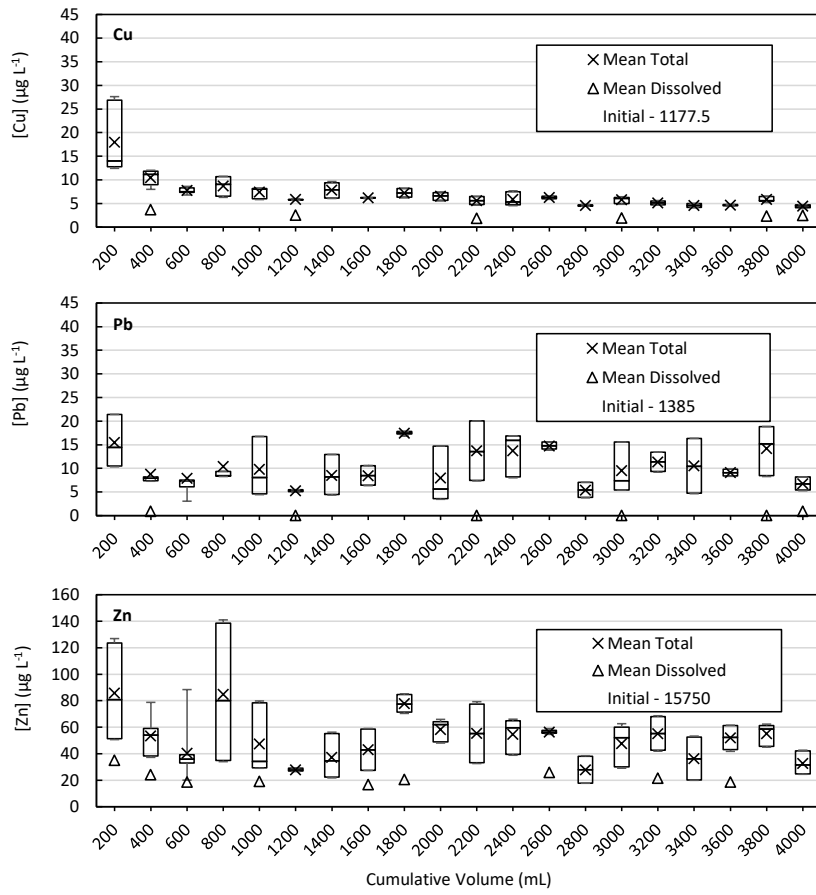 Cu
[Cu] (µg L-1)
45
40
35
30
25
20
15
10
5
0
× Mean Total
△ Mean Dissolved
Initial - 1177.5
200 400 600 800 1000 1200 1400 1600 1800 2000 2200 2400 2600 2800 3000 3200 3400 3600 3800 4000
Pb
[Pb] (µg L-1)
45
40
35
30
25
20
15
10
5
0
× Mean Total
△ Mean Dissolved
Initial - 1385
200 400 600 800 1000 1200 1400 1600 1800 2000 2200 2400 2600 2800 3000 3200 3400 3600 3800 4000
Zn
[Zn] (µg L-1)
160
140
120
100
80
60
40
20
0
× Mean Total
△ Mean Dissolved
Initial - 15750
200 400 600 800 1000 1200 1400 1600 1800 2000 2200 2400 2600 2800 3000 3200 3400 3600 3800 4000
Cumulative Volume (mL)